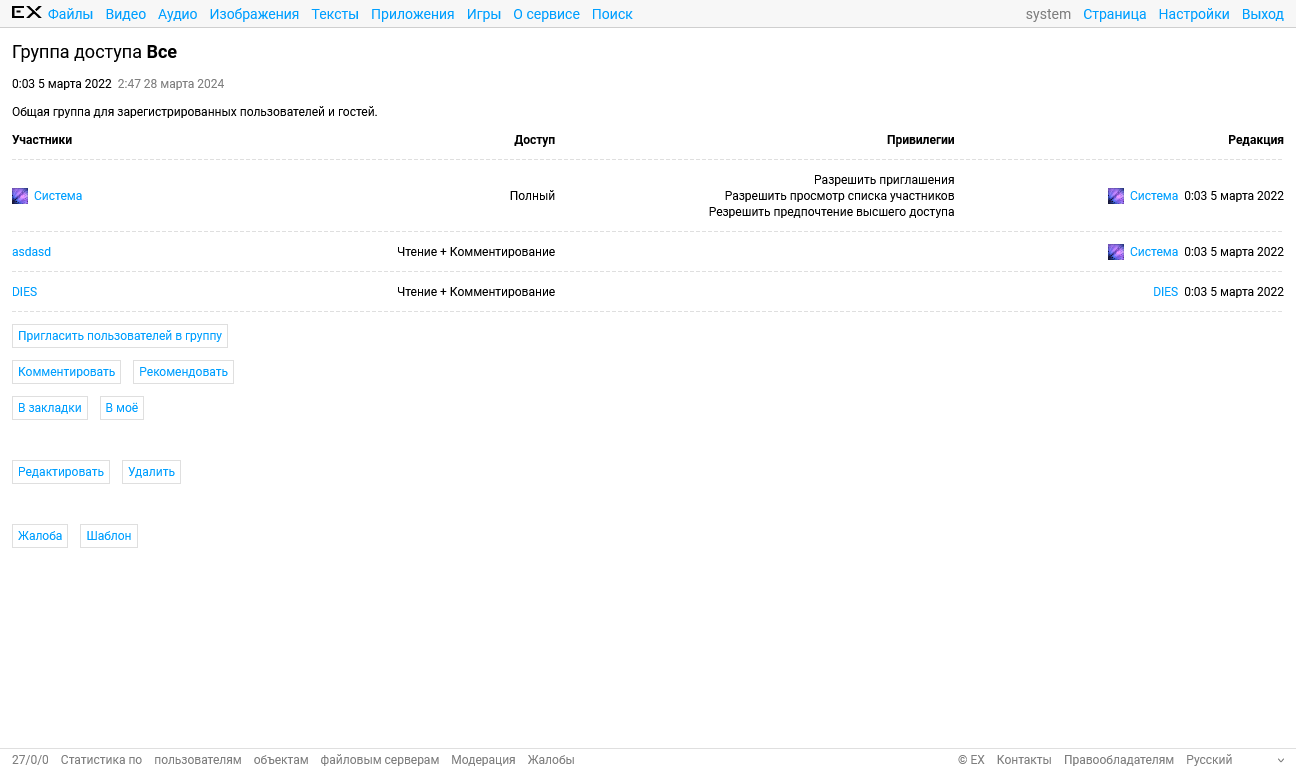 EX Файлы Видео Аудио Изображения Тексты Приложения Игры О сервисе Поиск system Страница Настройки Выход
Группа доступа Все
0:03 5 марта 2022 2:47 28 марта 2024
Общая группа для зарегистрированных пользователей и гостей.
Участники Доступ Привилегии Редакция
Разрешить приглашения
Система Полный Разрешить просмотр списка участников Система 0:03 5 марта 2022
Резрешить предпочтение высшего доступа
asdasd Чтение + Комментирование Система 0:03 5 марта 2022
DIES Чтение + Комментирование DIES 0:03 5 марта 2022
Пригласить пользователей в группу
Комментировать Рекомендовать
В закладки В моё
Редактировать Удалить
Жалоба Шаблон
27/0/0 Статистика по пользователям объектам файловым серверам Модерация Жалобы © EX Контакты Правообладателям Русский